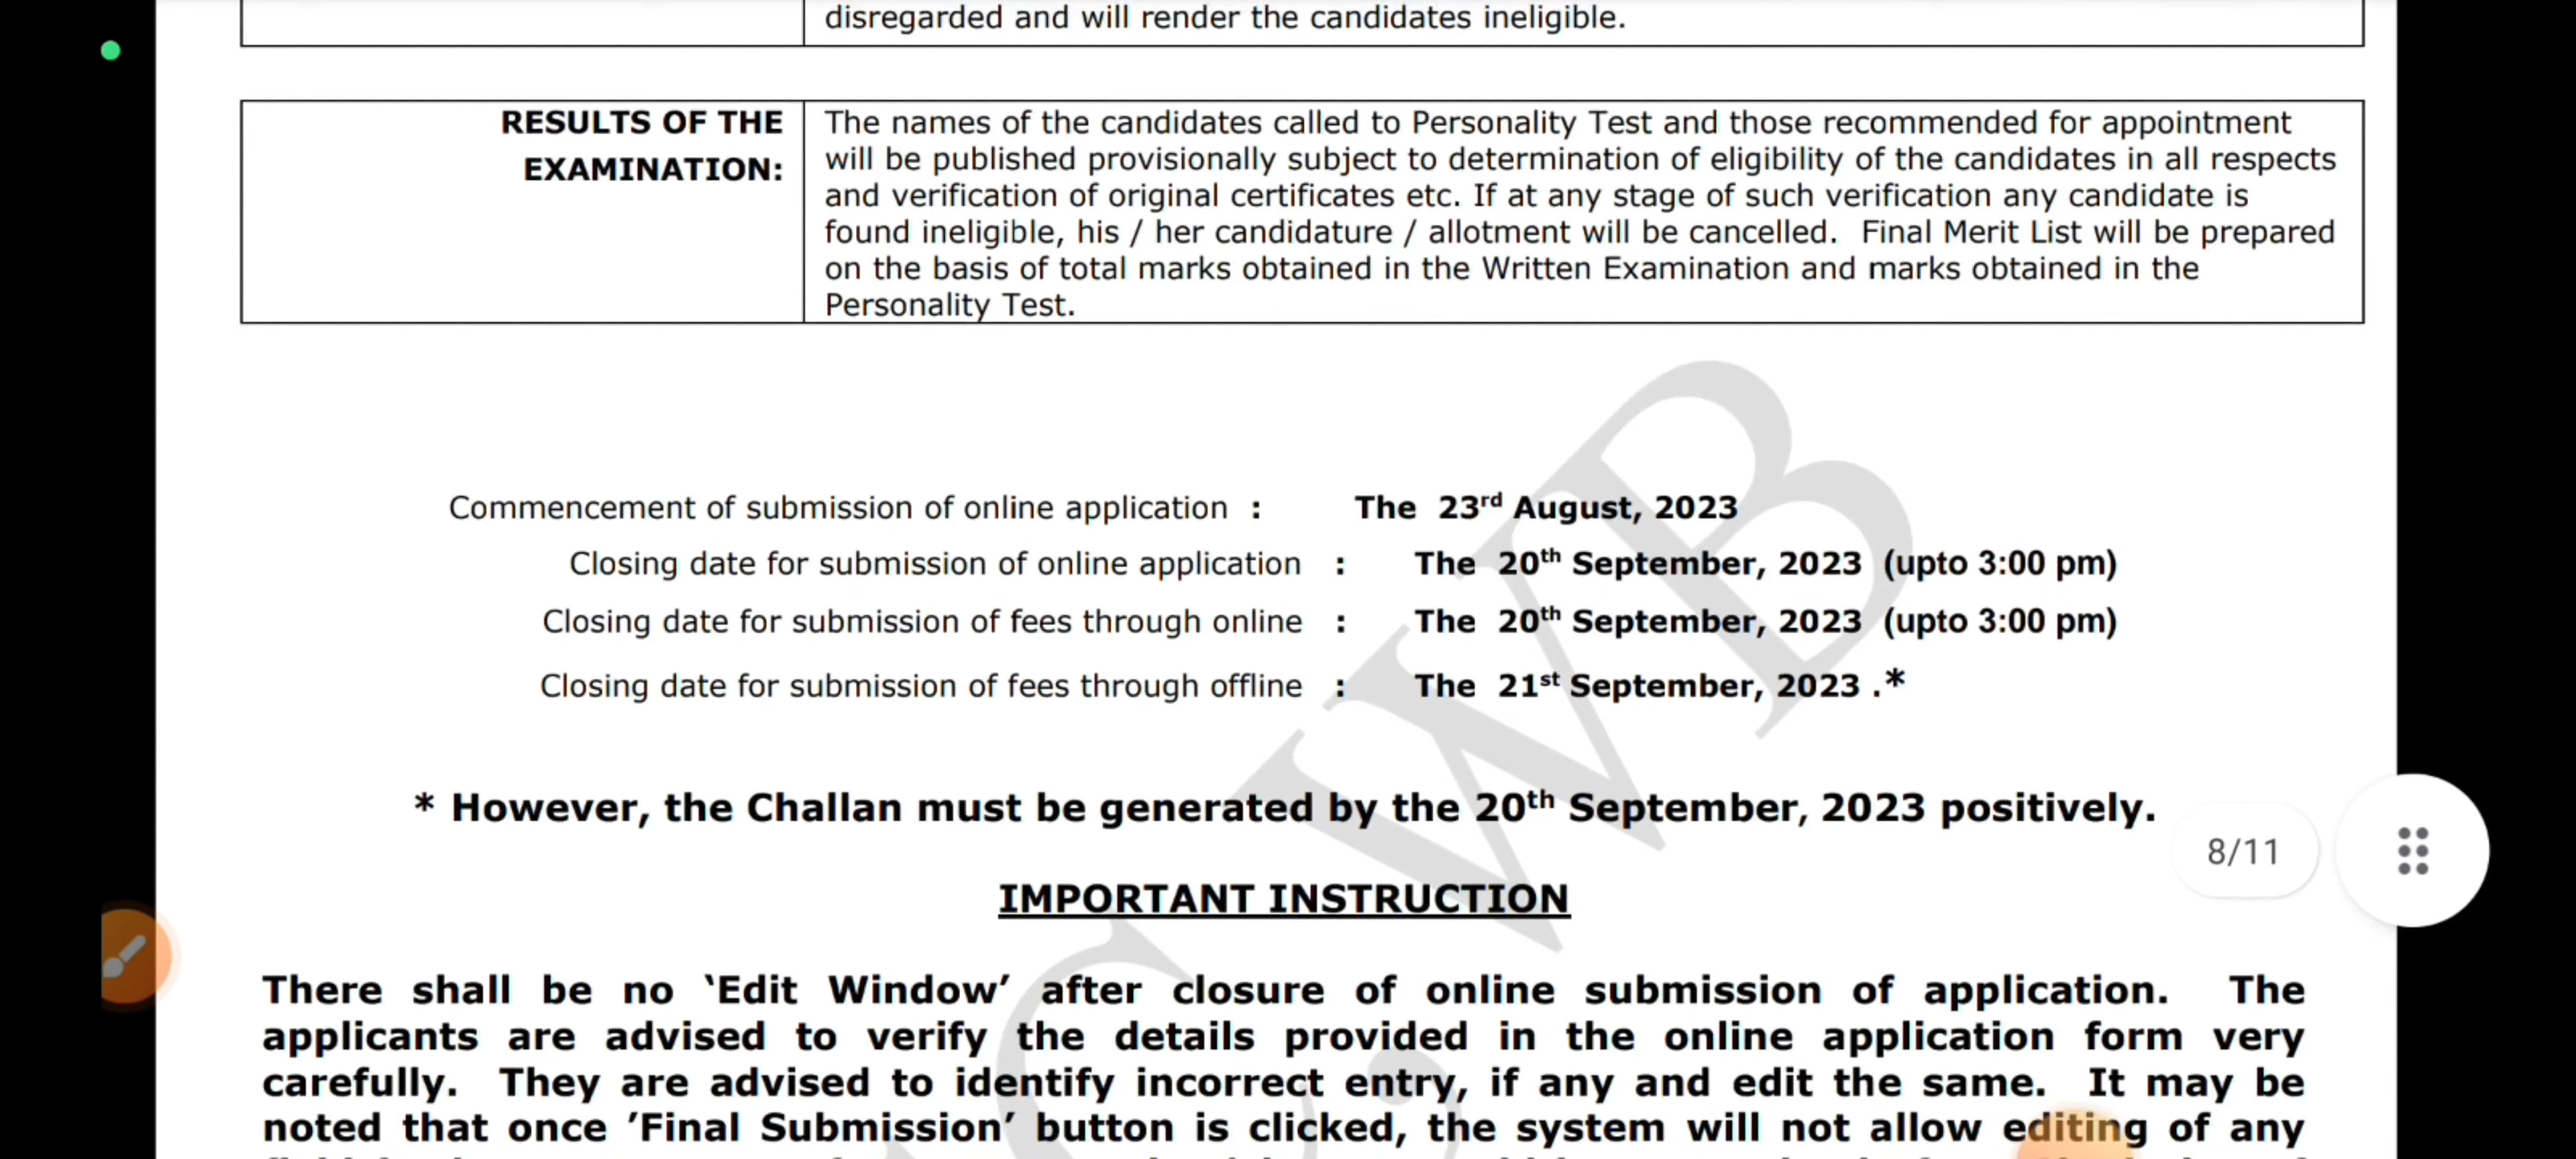 disregarded and will render the candidates ineligible.
RESULTS OF THE
EXAMINATION:
The names of the candidates called to Personality Test and those recommended for appointment
will be published provisionally subject to determination of eligibility of the candidates in all respects
and verification of original certificates etc. If at any stage of such verification any candidate is
found ineligible, his / her candidature / allotment will be cancelled. Final Merit List will be prepared
on the basis of total marks obtained in the Written Examination and marks obtained in the
Personality Test.
Commencement of submission of online application : The 23rd August, 2023
Closing date for submission of online application : The 20th September, 2023 (upto 3:00 pm)
Closing date for submission of fees through online : The 20th September, 2023 (upto 3:00 pm)
Closing date for submission of fees through offline : The 21st September, 2023 .*
* However, the Challan must be generated by the 20th September, 2023 positively.
8/11
IMPORTANT INSTRUCTION
There shall be no ‘Edit Window’ after closure of online submission of application. The
applicants are advised to verify the details provided in the online application form very
carefully. They are advised to identify incorrect entry, if any and edit the same. It may be
noted that once ’Final Submission’ button is clicked, the system will not allow editing of any
WB